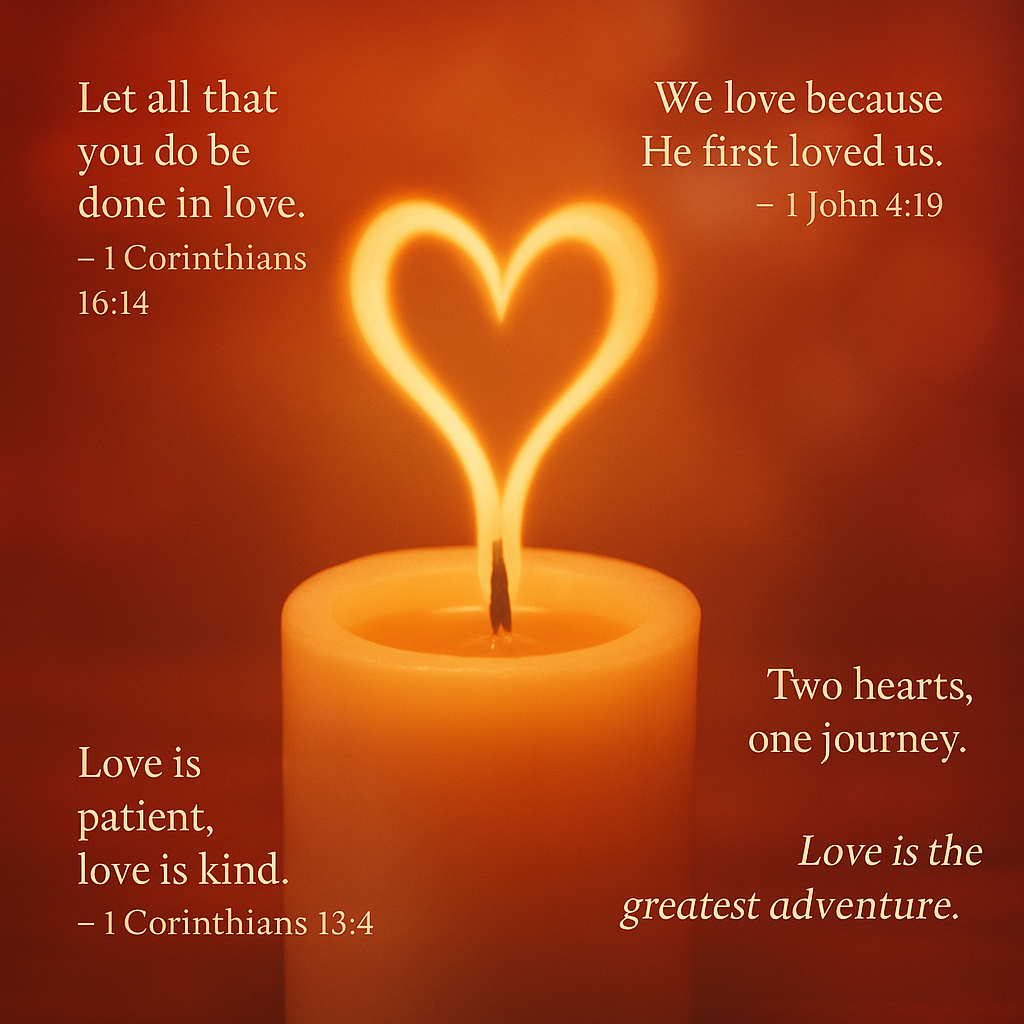 Let all that
you do be
done in love.
– 1 Corinthians
16:14
We love because
He first loved us.
– 1 John 4:19
Love is
patient,
love is kind.
– 1 Corinthians 13:4
Two hearts,
one journey.
Love is the
greatest adventure.